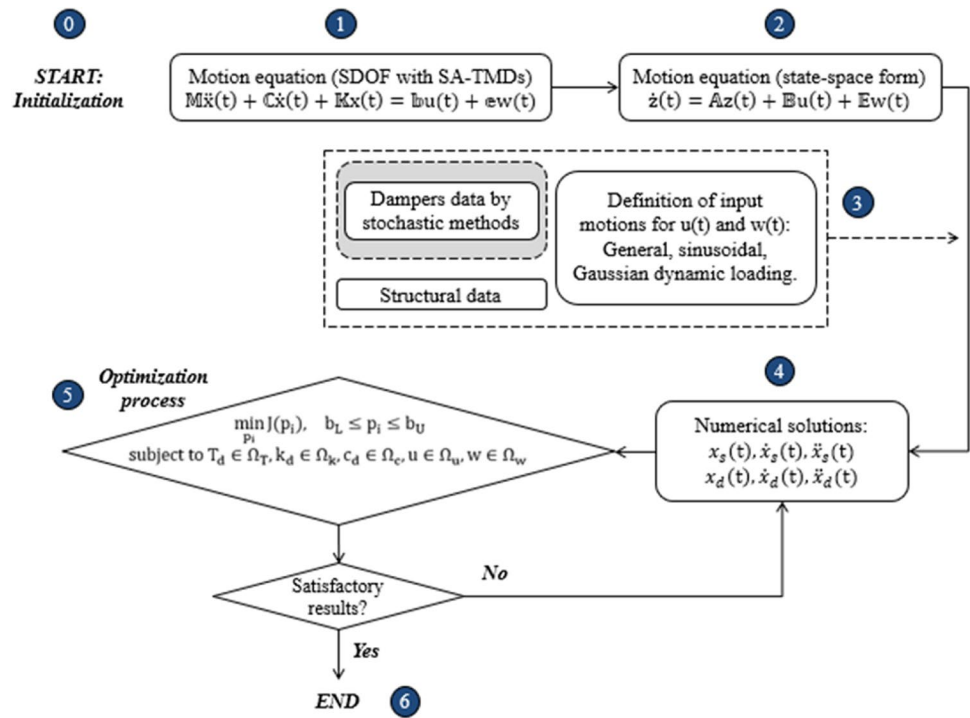 0
START:
Initialization
1
Motion equation (SDOF with SA-TMDs)
𝕄ẍ(t) + ℂẋ(t) + 𝕂x(t) = 𝕓u(t) + 𝕖w(t)
2
Motion equation (state-space form)
ż(t) = 𝔸z(t) + 𝔹u(t) + 𝔼w(t)
3
Dampers data by
stochastic methods
Structural data
Definition of input
motions for u(t) and w(t):
General, sinusoidal,
Gaussian dynamic loading.
4
Numerical solutions:
x_s(t), ẋ_s(t), ẍ_s(t)
x_d(t), ẋ_d(t), ẍ_d(t)
5
Optimization
process
min J(p_i), b_L ≤ p_i ≤ b_U
p_i
subject to T_d ∈ Ω_T, k_d ∈ Ω_k, c_d ∈ Ω_c, u ∈ Ω_u, w ∈ Ω_w
Satisfactory
results?
No
Yes
END
6